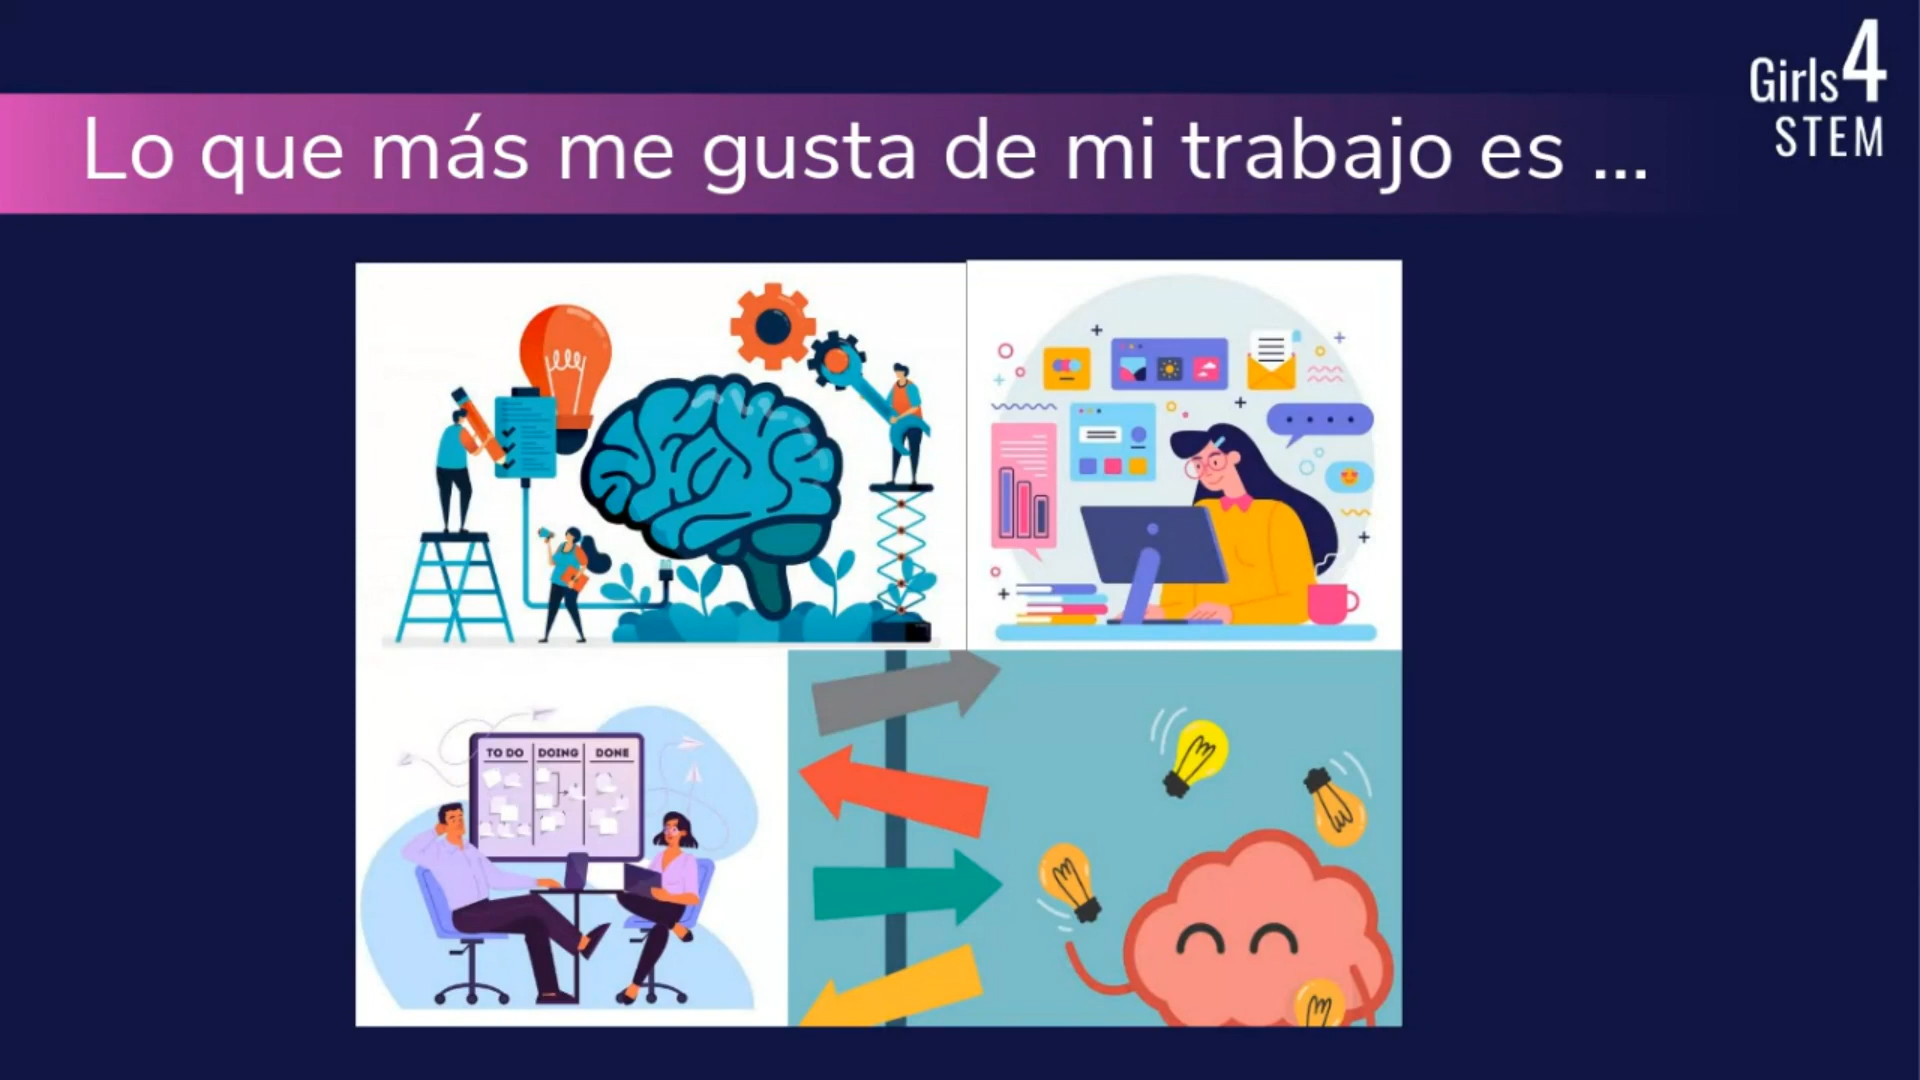 Girls4
STEM
Lo que más me gusta de mi trabajo es ...
TO DO
DOING
DONE